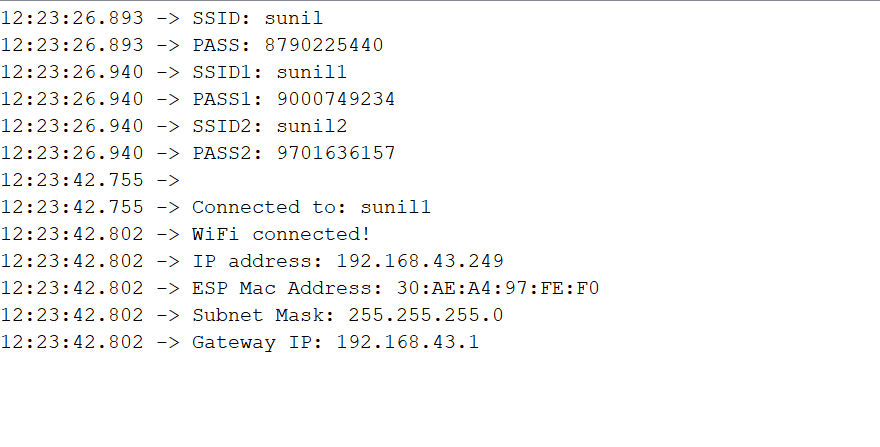 12:23:26.893 -> SSID: sunil
12:23:26.893 -> PASS: 8790225440
12:23:26.940 -> SSID1: sunil1
12:23:26.940 -> PASS1: 9000749234
12:23:26.940 -> SSID2: sunil2
12:23:26.940 -> PASS2: 9701636157
12:23:42.755 ->
12:23:42.755 -> Connected to: sunil1
12:23:42.802 -> WiFi connected!
12:23:42.802 -> IP address: 192.168.43.249
12:23:42.802 -> ESP Mac Address: 30:AE:A4:97:FE:F0
12:23:42.802 -> Subnet Mask: 255.255.255.0
12:23:42.802 -> Gateway IP: 192.168.43.1